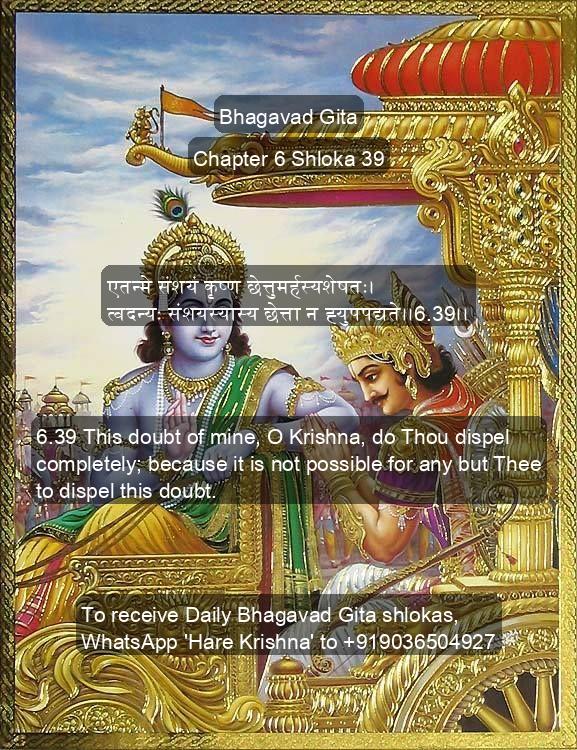 Bhagavad Gita
Chapter 6 Shloka 39
एतन्मे संशयं कृष्ण छेत्तुमर्हस्यशेषतः।
त्वदन्यः संशयस्यास्य छेत्ता न ह्युपपद्यते।।6.39।।
6.39 This doubt of mine, O Krishna, do Thou dispel
completely; because it is not possible for any but Thee
to dispel this doubt.
To receive Daily Bhagavad Gita shlokas,
WhatsApp 'Hare Krishna' to +919036504927